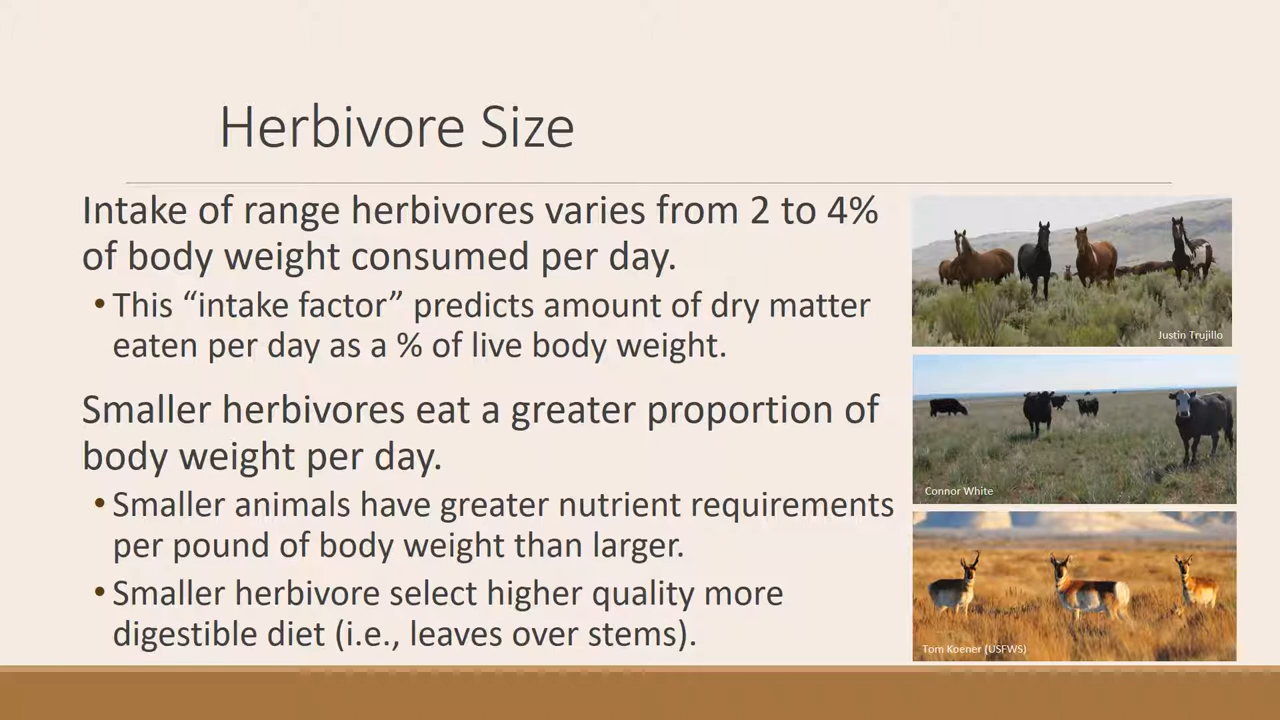 Herbivore Size
Intake of range herbivores varies from 2 to 4%
of body weight consumed per day.
• This “intake factor” predicts amount of dry matter
eaten per day as a % of live body weight.
Smaller herbivores eat a greater proportion of
body weight per day.
• Smaller animals have greater nutrient requirements
per pound of body weight than larger.
• Smaller herbivore select higher quality more
digestible diet (i.e., leaves over stems).
Justin Trujillo
Connor White
Tom Koener (USFWS)